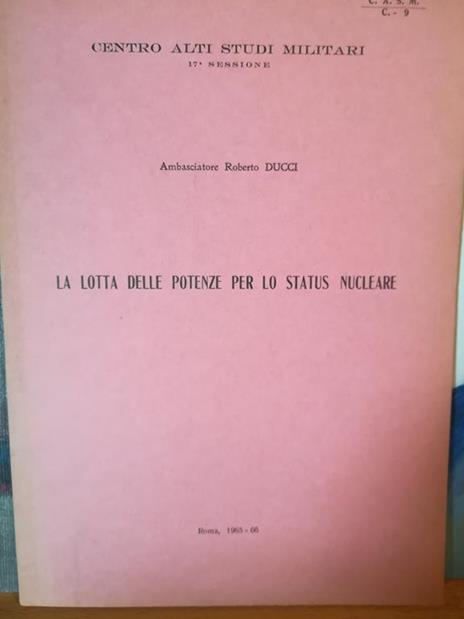 C. A. S. M.
C. - 9
CENTRO ALTI STUDI MILITARI
17ª SESSIONE
Ambasciatore Roberto DUCCI
LA LOTTA DELLE POTENZE PER LO STATUS NUCLEARE
Roma, 1965 - 66